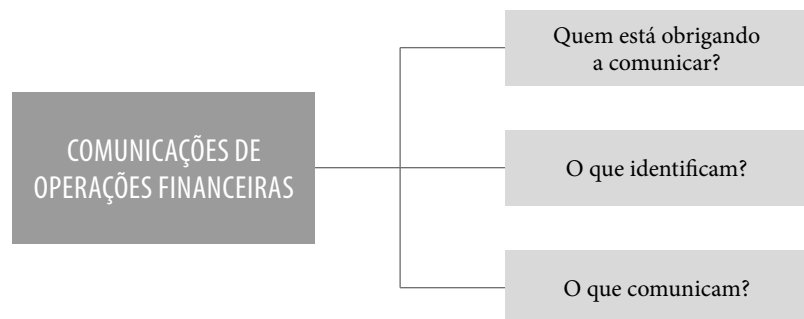 COMUNICAÇÕES DE
OPERAÇÕES FINANCEIRAS
Quem está obrigando
a comunicar?
O que identificam?
O que comunicam?